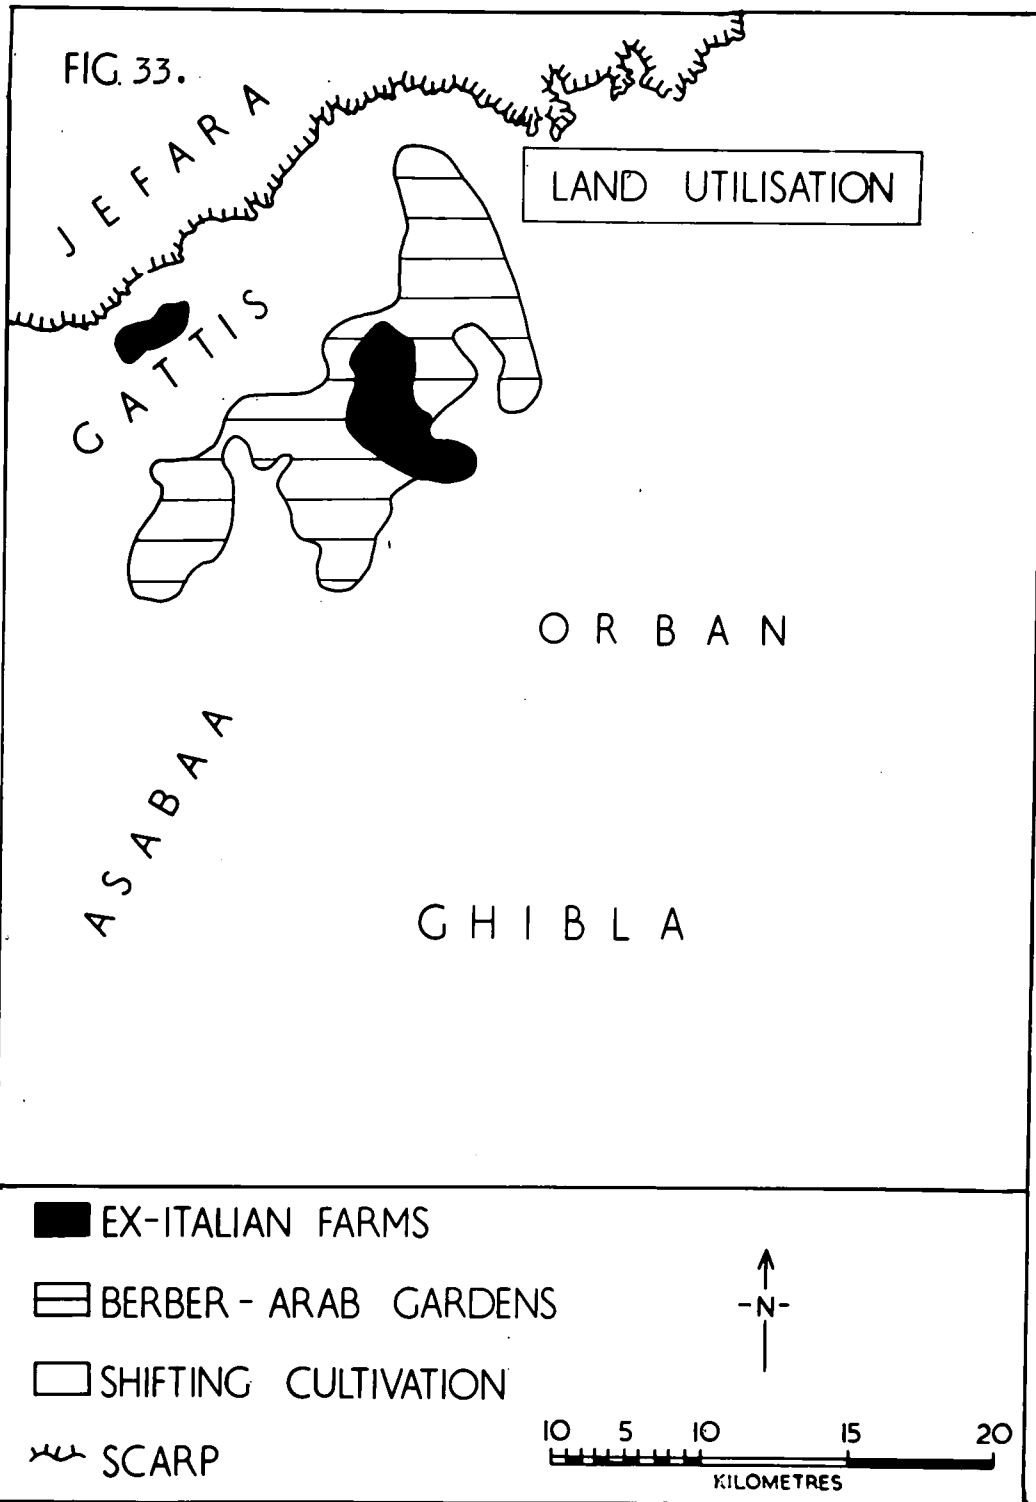 FIG. 33.
JEFARA
LAND UTILISATION
GATTIS
ORBAN
ASABAA
GHIBLA
EX-ITALIAN FARMS
BERBER-ARAB GARDENS
-N-
SHIFTING CULTIVATION
SCARP
10 5 10 15 20
KILOMETRES